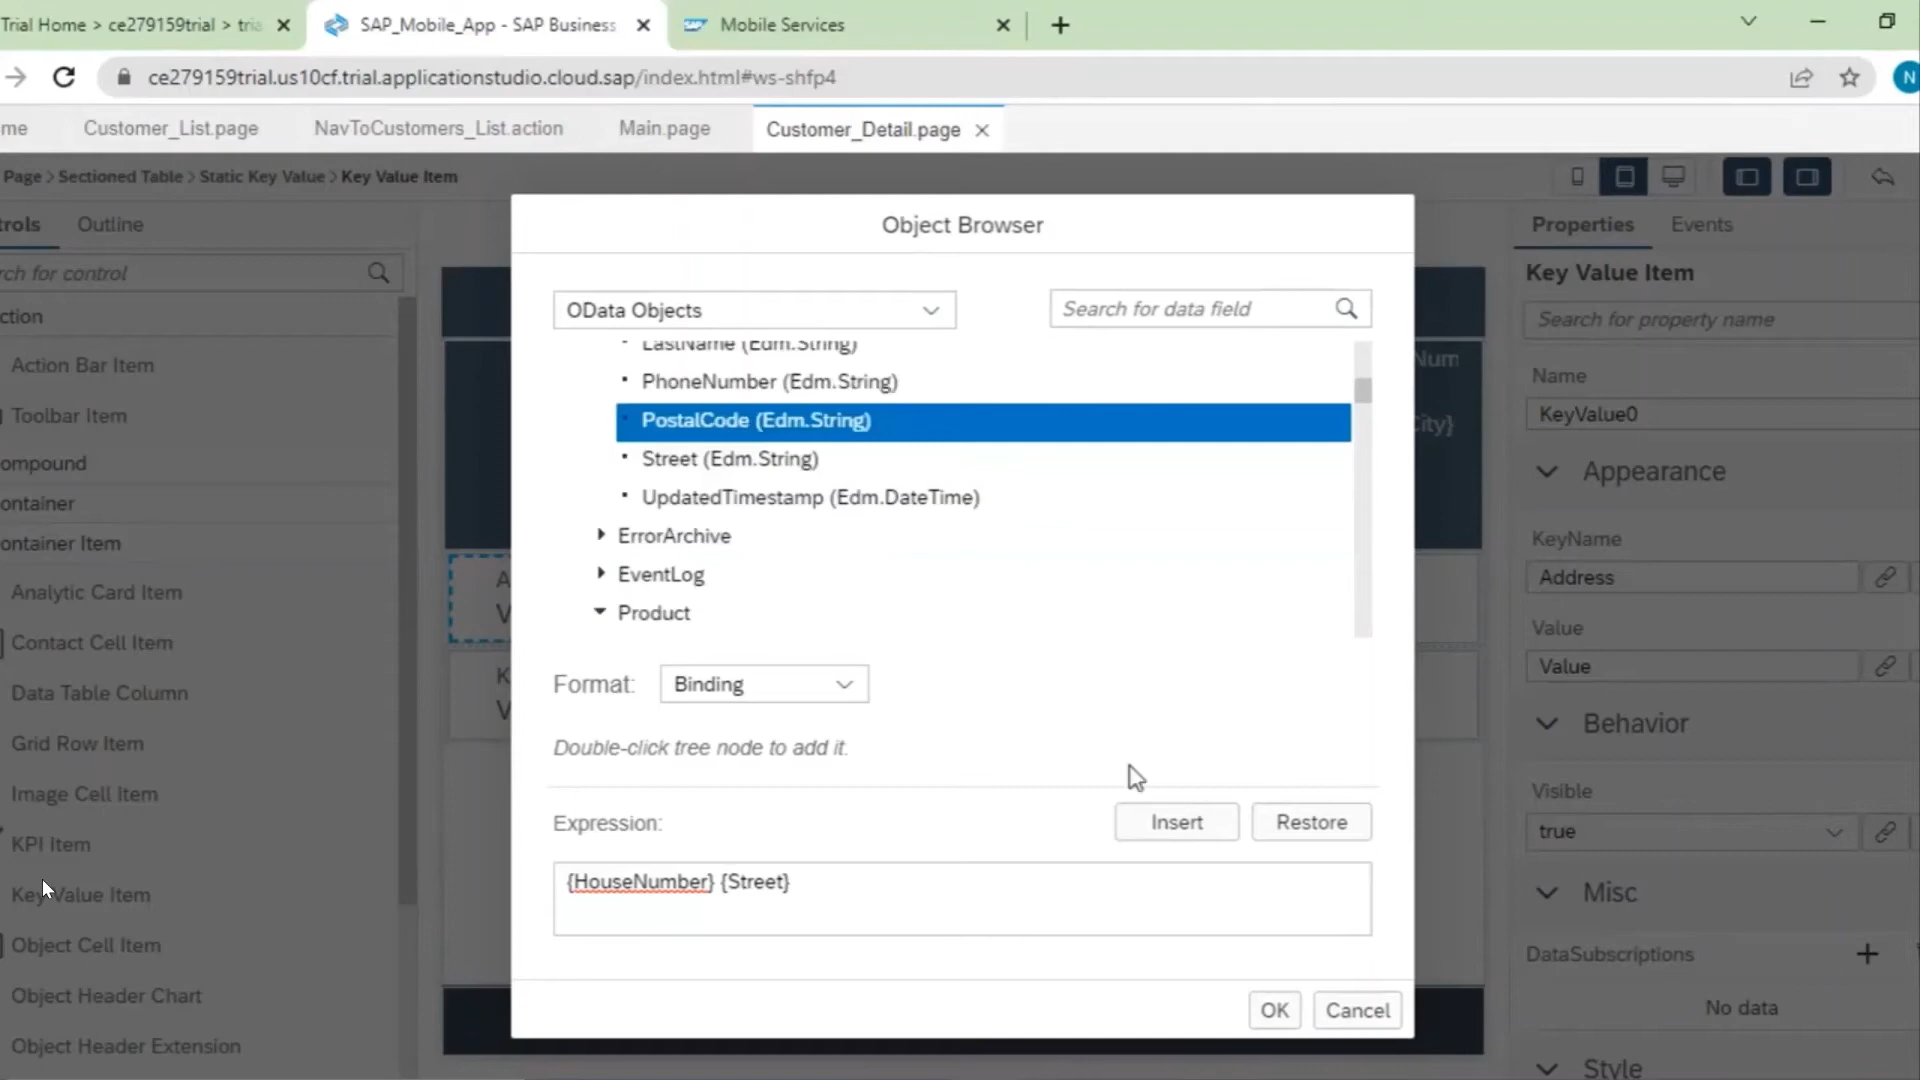 Trial Home > ce279159trial > tria
SAP_Mobile_App - SAP Business
Mobile Services
ce279159trial.us10cf.trial.applicationstudio.cloud.sap/index.html#ws-shfp4
N
me
Customer_List.page
NavToCustomers_List.action
Main.page
Customer_Detail.page
Page > Sectioned Table > Static Key Value > Key Value Item
trols
Outline
rch for control
ction
Action Bar Item
Toolbar Item
ompound
ontainer
ontainer Item
Analytic Card Item
Contact Cell Item
Data Table Column
Grid Row Item
Image Cell Item
KPI Item
Key Value Item
Object Cell Item
Object Header Chart
Object Header Extension
Num
City}
A
V
K
V
Object Browser
OData Objects
Search for data field
LastName (Edm.String)
PhoneNumber (Edm.String)
PostalCode (Edm.String)
Street (Edm.String)
UpdatedTimestamp (Edm.DateTime)
ErrorArchive
EventLog
Product
Format:
Binding
Double-click tree node to add it.
Expression:
Insert
Restore
{HouseNumber} {Street}
OK
Cancel
Properties
Events
Key Value Item
Search for property name
Name
KeyValue0
Appearance
KeyName
Address
Value
Value
Behavior
Visible
true
Misc
DataSubscriptions
No data
Style